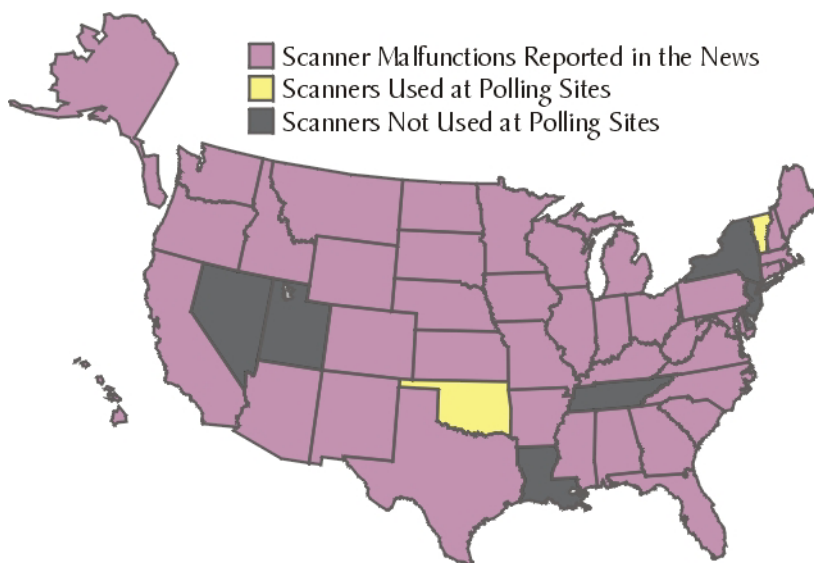 Scanner Malfunctions Reported in the News
Scanners Used at Polling Sites
Scanners Not Used at Polling Sites